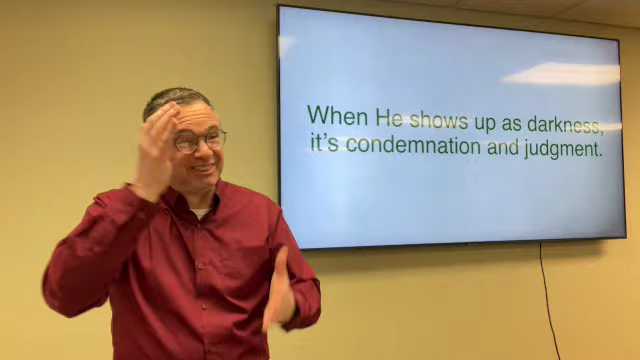 When He shows up as darkness,
it's condemnation and judgment.